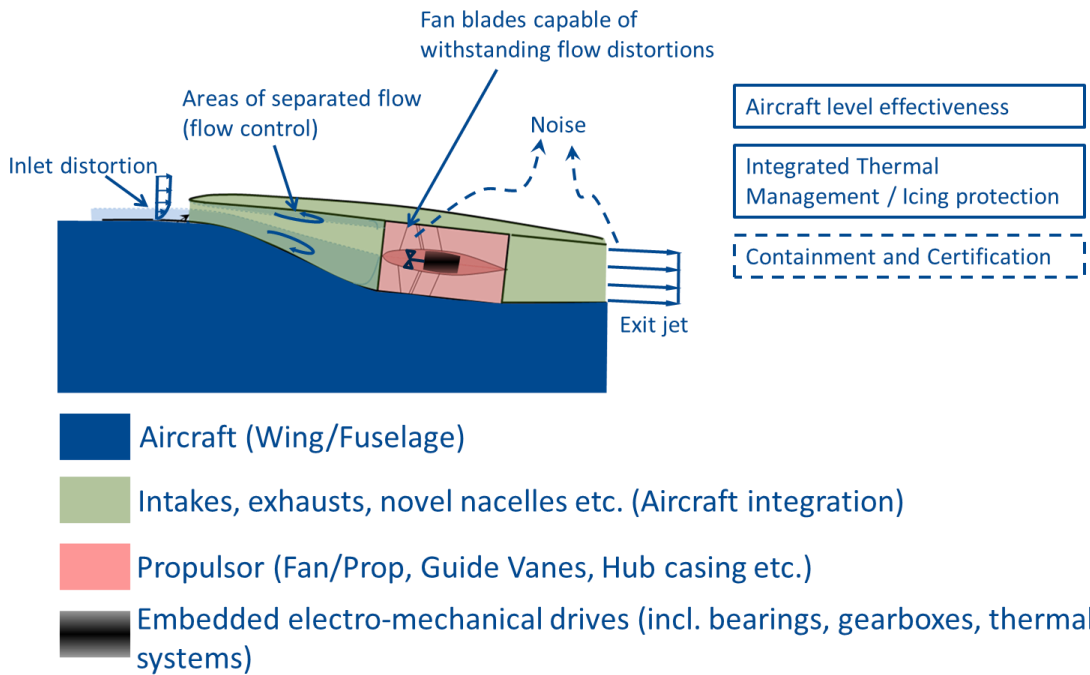 Fan blades capable of
withstanding flow distortions
Areas of separated flow
(flow control)
Noise
Inlet distortion
Exit jet
Aircraft level effectiveness
Integrated Thermal
Management / Icing protection
Containment and Certification
Aircraft (Wing/Fuselage)
Intakes, exhausts, novel nacelles etc. (Aircraft integration)
Propulsor (Fan/Prop, Guide Vanes, Hub casing etc.)
Embedded electro-mechanical drives (incl. bearings, gearboxes, thermal
systems)